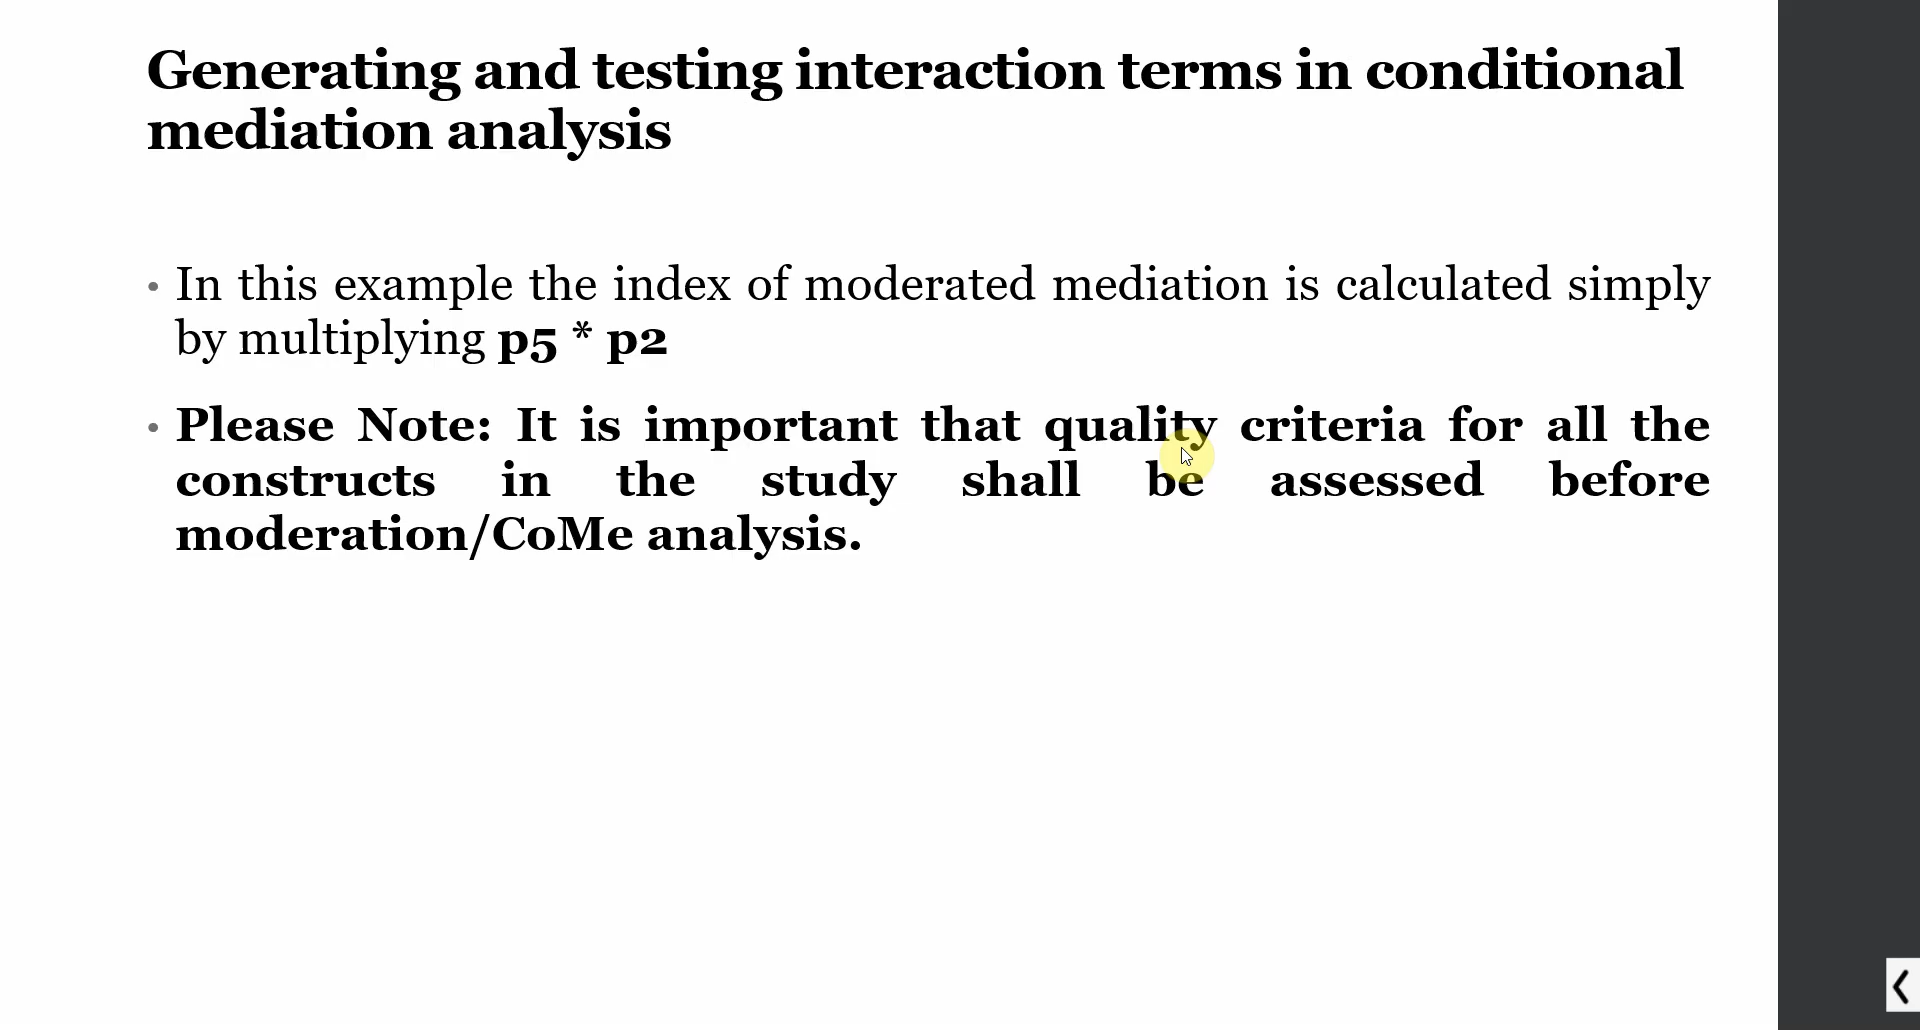 Generating and testing interaction terms in conditional
mediation analysis
• In this example the index of moderated mediation is calculated simply
by multiplying p5 * p2
• Please Note: It is important that quality criteria for all the
constructs in the study shall be assessed before
moderation/CoMe analysis.